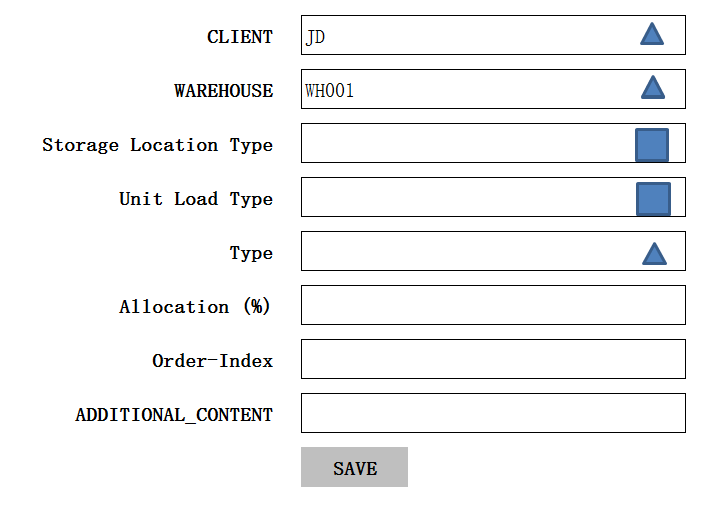 CLIENT JD
WAREHOUSE WH001
Storage Location Type
Unit Load Type
Type
Allocation (%)
Order-Index
ADDITIONAL_CONTENT
SAVE